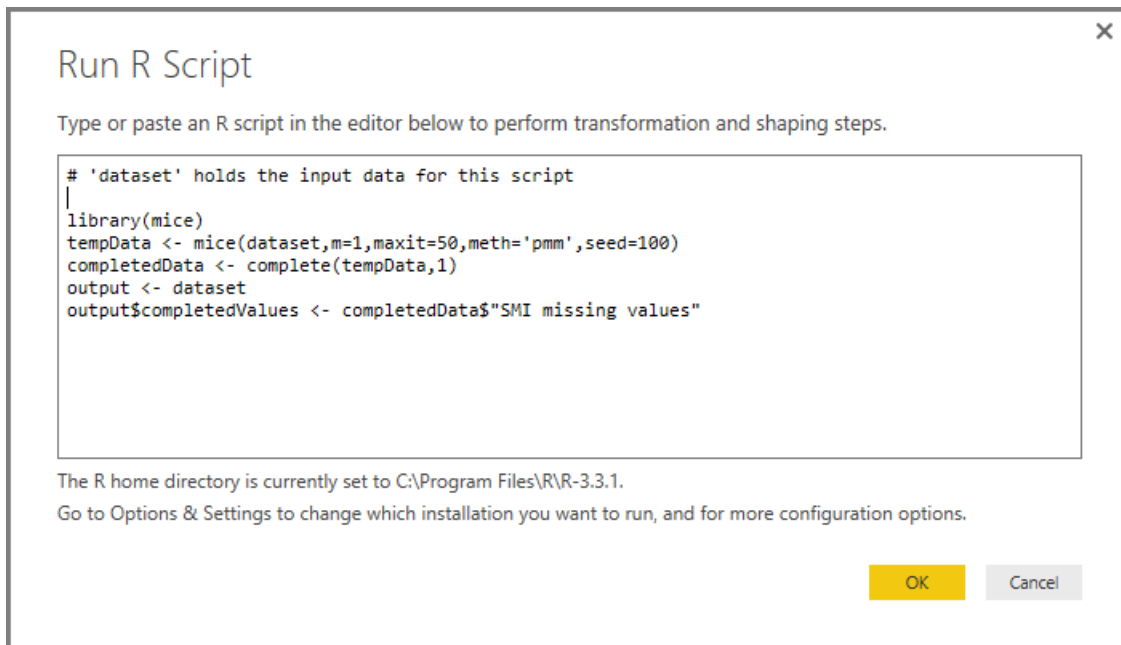 Run R Script
Type or paste an R script in the editor below to perform transformation and shaping steps.
# 'dataset' holds the input data for this script
library(mice)
tempData <- mice(dataset,m=1,maxit=50,meth='pmm',seed=100)
completedData <- complete(tempData,1)
output <- dataset
output$completedValues <- completedData$"SMI missing values"
The R home directory is currently set to C:\Program Files\R\R-3.3.1.
Go to Options & Settings to change which installation you want to run, and for more configuration options.
OK Cancel